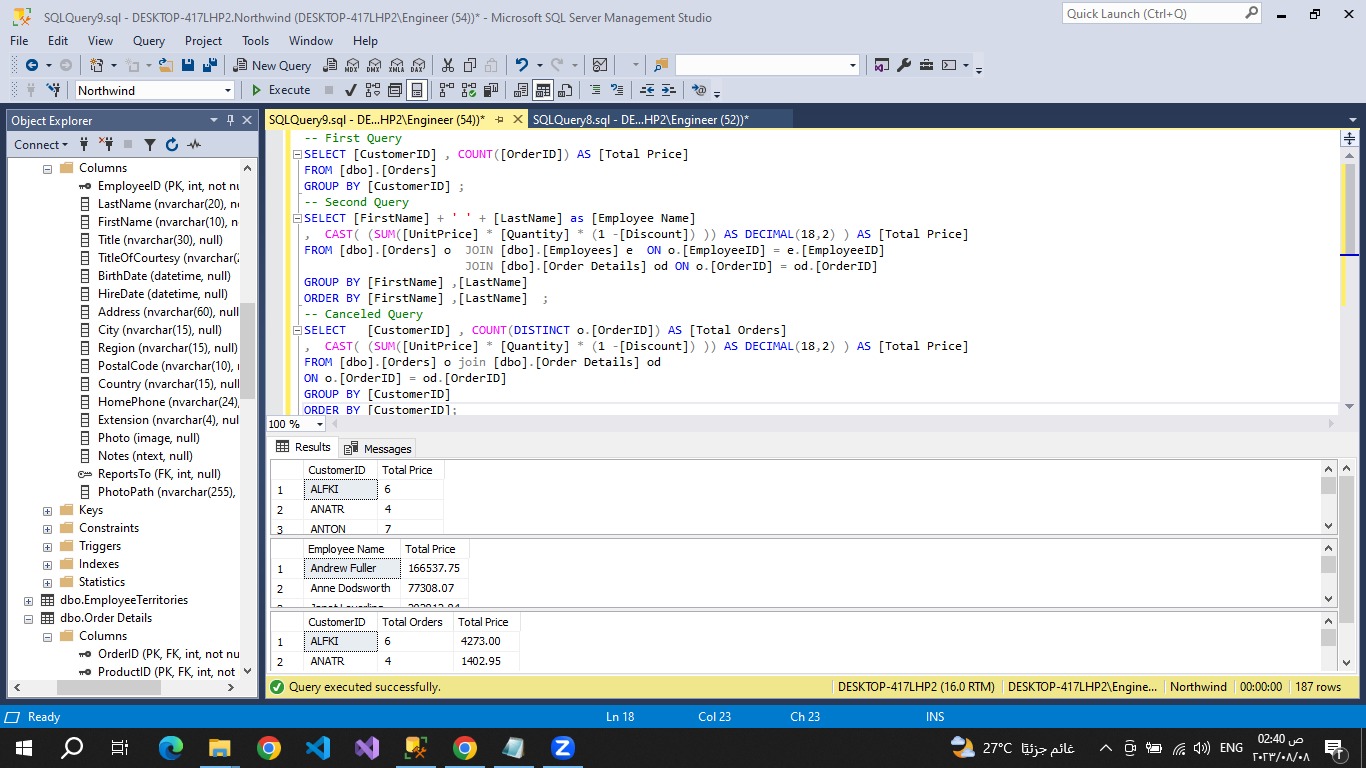 SQLQuery9.sql - DESKTOP-417LHP2.Northwind (DESKTOP-417LHP2\Engineer (54))* - Microsoft SQL Server Management Studio
Quick Launch (Ctrl+Q)
File Edit View Query Project Tools Window Help
New Query MDX DMX XMLA DAX
Northwind Execute
Object Explorer
Connect
Columns
EmployeeID (PK, int, not nu
LastName (nvarchar(20), no
FirstName (nvarchar(10), n
Title (nvarchar(30), null)
TitleOfCourtesy (nvarchar(2
BirthDate (datetime, null)
HireDate (datetime, null)
Address (nvarchar(60), null)
City (nvarchar(15), null)
Region (nvarchar(15), null)
PostalCode (nvarchar(10), n
Country (nvarchar(15), null
HomePhone (nvarchar(24),
Extension (nvarchar(4), nul
Photo (image, null)
Notes (ntext, null)
ReportsTo (FK, int, null)
PhotoPath (nvarchar(255),
Keys
Constraints
Triggers
Indexes
Statistics
dbo.EmployeeTerritories
dbo.Order Details
Columns
OrderID (PK, FK, int, not nu
ProductID (PK, FK, int, not
SQLQuery9.sql - DE...HP2\Engineer (54))* SQLQuery8.sql - DE...HP2\Engineer (52))*
-- First Query
SELECT [CustomerID] , COUNT([OrderID]) AS [Total Price]
FROM [dbo].[Orders]
GROUP BY [CustomerID] ;
-- Second Query
SELECT [FirstName] + ' ' + [LastName] as [Employee Name]
, CAST( (SUM([UnitPrice] * [Quantity] * (1 -[Discount]) )) AS DECIMAL(18,2) ) AS [Total Price]
FROM [dbo].[Orders] o JOIN [dbo].[Employees] e ON o.[EmployeeID] = e.[EmployeeID]
JOIN [dbo].[Order Details] od ON o.[OrderID] = od.[OrderID]
GROUP BY [FirstName] ,[LastName]
ORDER BY [FirstName] ,[LastName] ;
-- Canceled Query
SELECT [CustomerID] , COUNT(DISTINCT o.[OrderID]) AS [Total Orders]
, CAST( (SUM([UnitPrice] * [Quantity] * (1 -[Discount]) )) AS DECIMAL(18,2) ) AS [Total Price]
FROM [dbo].[Orders] o join [dbo].[Order Details] od
ON o.[OrderID] = od.[OrderID]
GROUP BY [CustomerID]
ORDER BY [CustomerID];
100 %
Results Messages
CustomerID Total Price
1 ALFKI 6
2 ANATR 4
3 ANTON 7
Employee Name Total Price
1 Andrew Fuller 166537.75
2 Anne Dodsworth 77308.07
CustomerID Total Orders Total Price
1 ALFKI 6 4273.00
2 ANATR 4 1402.95
Query executed successfully. DESKTOP-417LHP2 (16.0 RTM) DESKTOP-417LHP2\Engine... Northwind 00:00:00 187 rows
Ready Ln 18 Col 23 Ch 23 INS
27°C غائم جزئيًا ENG 02:40 ص
٢٠٢٣/٠٨/٠٨